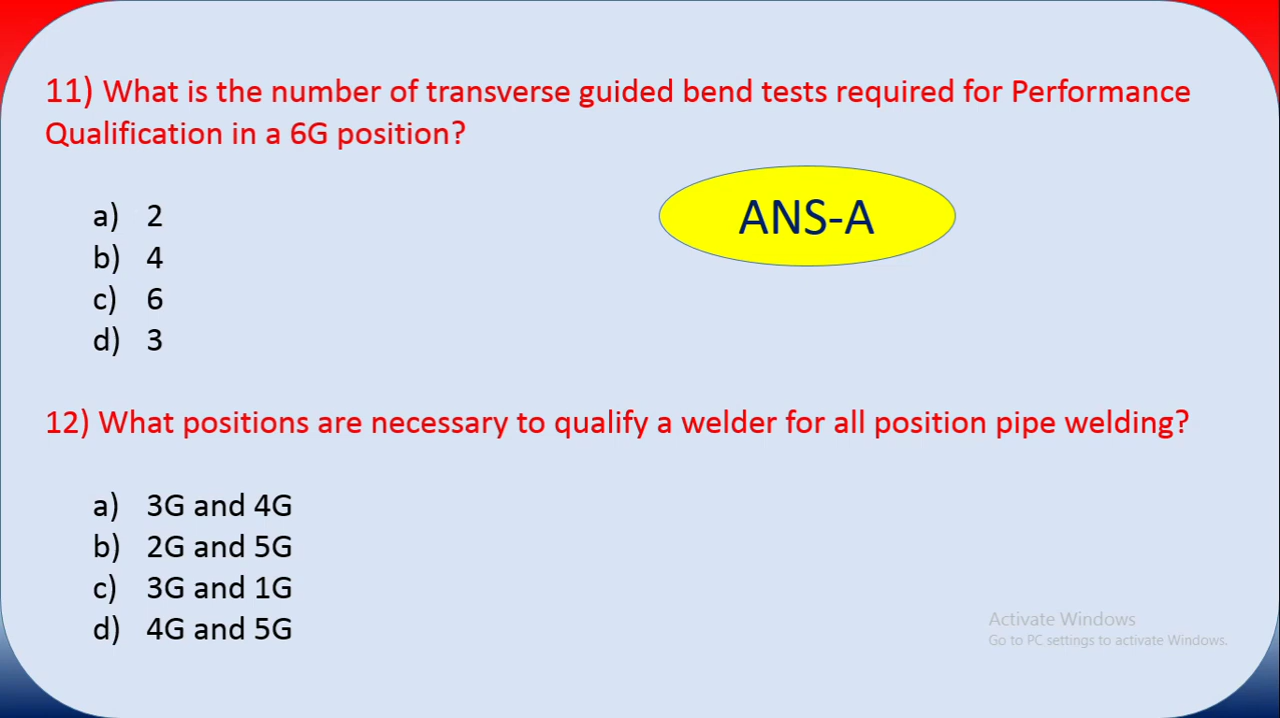 11) What is the number of transverse guided bend tests required for Performance
Qualification in a 6G position?
a) 2
b) 4
c) 6
d) 3
ANS-A
12) What positions are necessary to qualify a welder for all position pipe welding?
a) 3G and 4G
b) 2G and 5G
c) 3G and 1G
d) 4G and 5G
Activate Windows
Go to PC settings to activate Windows.